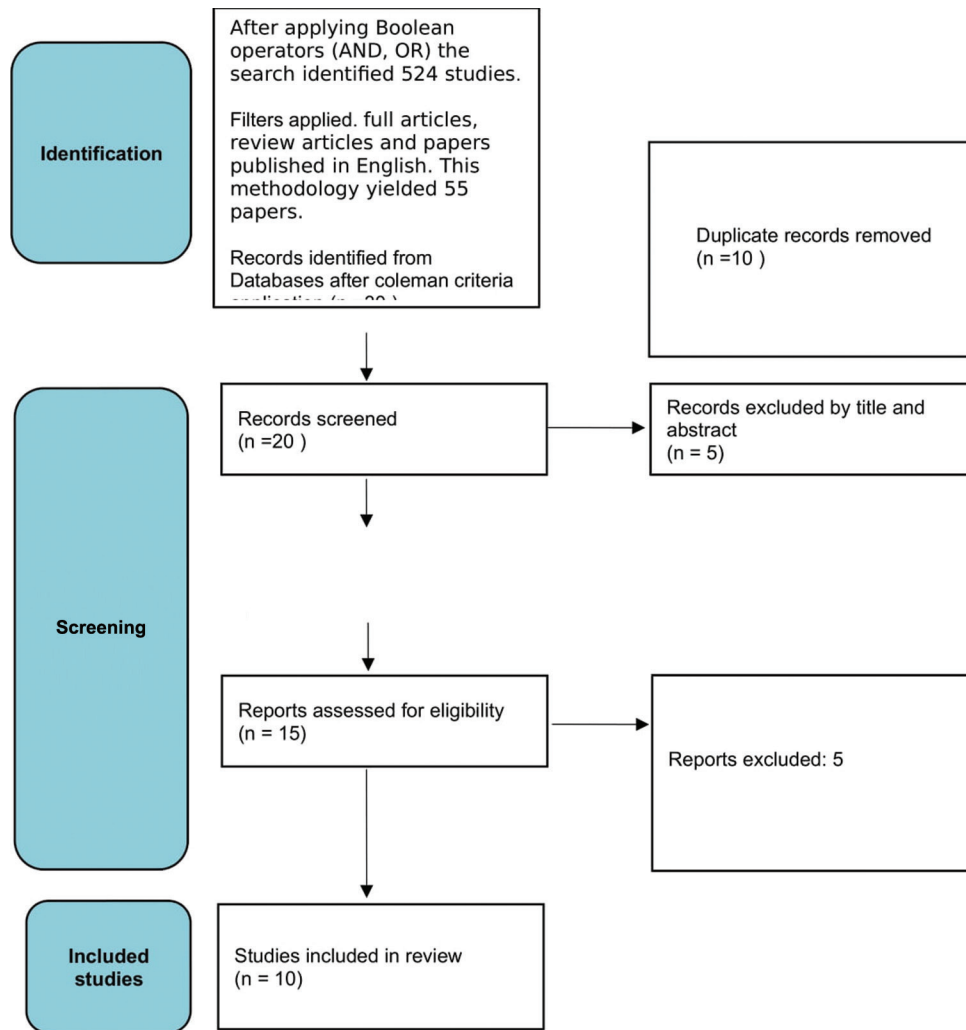 Identification
After applying Boolean
operators (AND, OR) the
search identified 524 studies.
Filters applied. full articles,
review articles and papers
published in English. This
methodology yielded 55
papers.
Records identified from
Databases after coleman criteria
Duplicate records removed
(n =10 )
Screening
Records screened
(n =20 )
Records excluded by title and
abstract
(n = 5)
Reports assessed for eligibility
(n = 15)
Reports excluded: 5
Included
studies
Studies included in review
(n = 10)